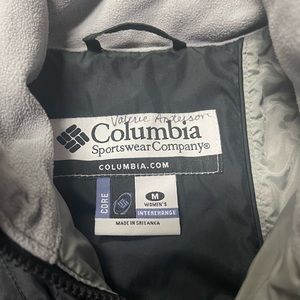 Valerie Anderson
Columbia
Sportswear Company®
COLUMBIA.COM
CORE
M
WOMEN'S
INTERCHANGE
MADE IN SRI LANKA